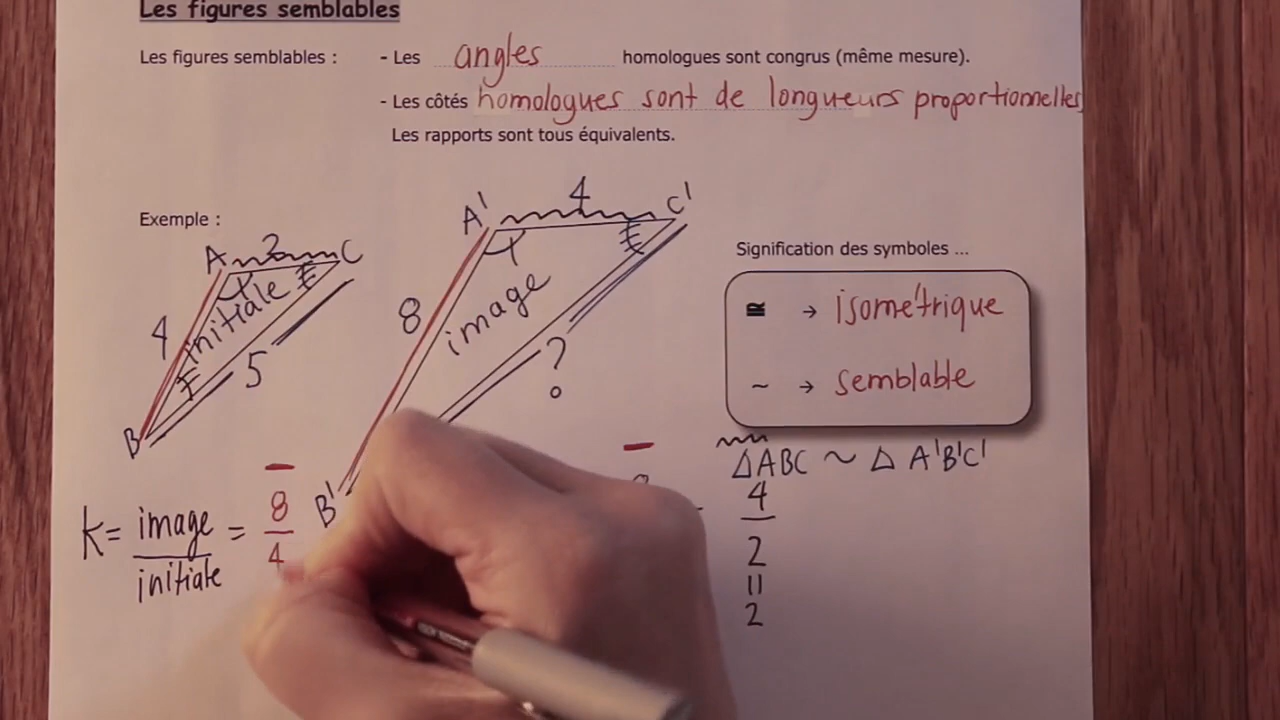 Les figures semblables
Les figures semblables : - Les angles homologues sont congrus (même mesure).
- Les côtés homologues sont de longueurs proportionnelles
Les rapports sont tous équivalents.
Exemple :
A 2 C
4 initiale 5
B
A' 4 C'
8 image ?
B'
Signification des symboles ...
≅ → isométrique
~ → semblable
△ABC ~ △ A'B'C'
K = image / initiale = 8 / 4
4
2
=
2